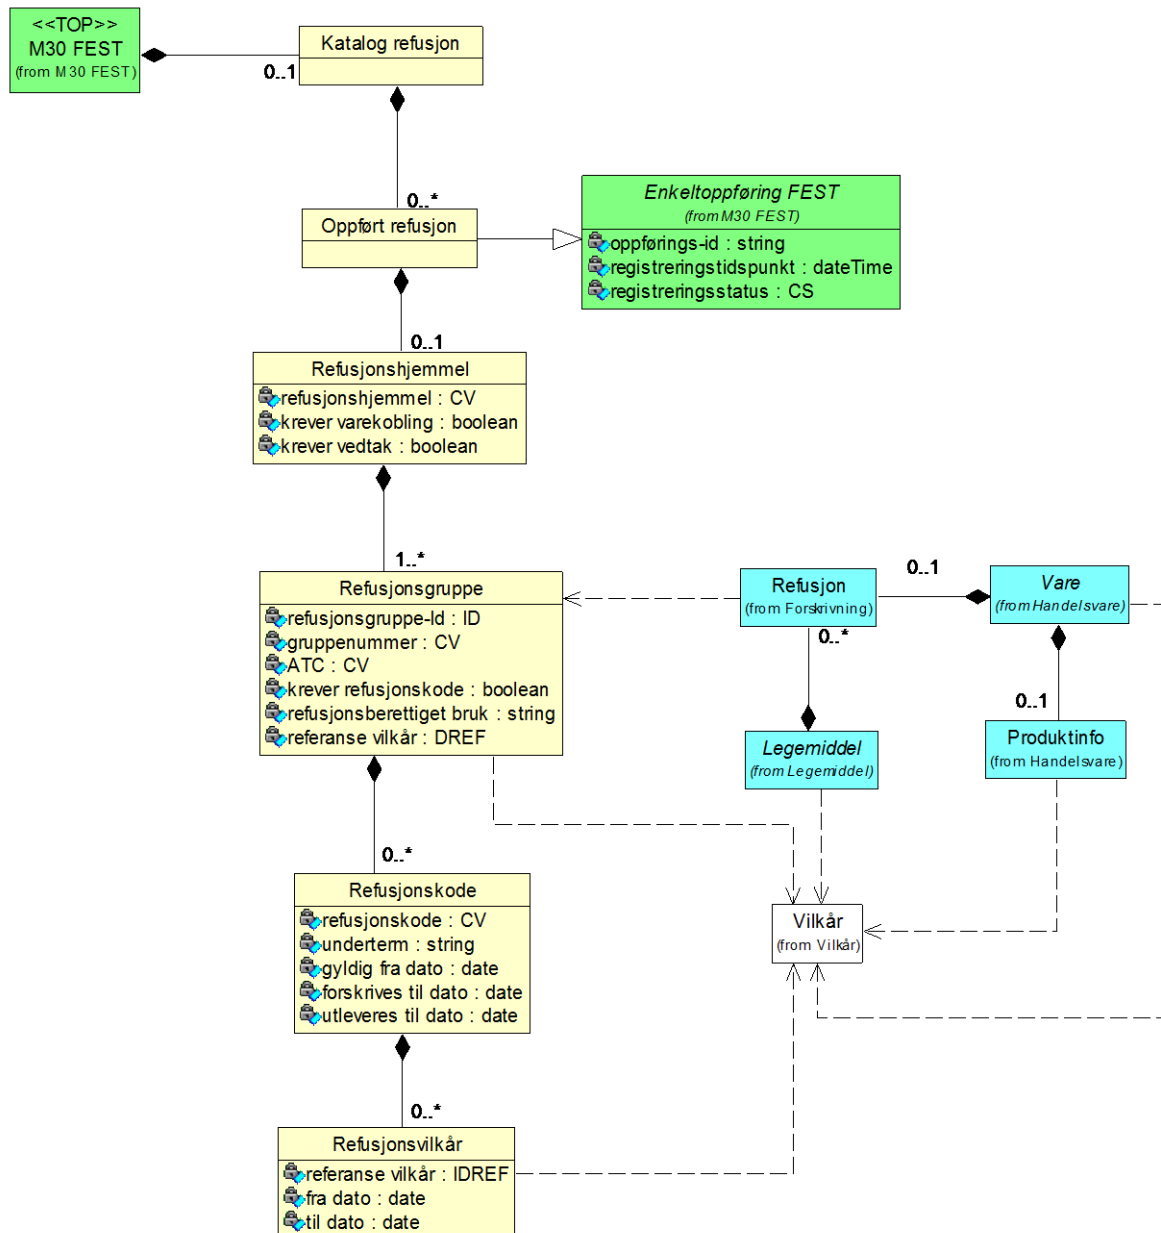 <<TOP>>
M30 FEST
(from M30 FEST)
0..1
Katalog refusjon
0..*
Oppført refusjon
Enkeltoppføring FEST
(from M30 FEST)
oppførings-id : string
registreringstidspunkt : dateTime
registreringsstatus : CS
0..1
Refusjonshjemmel
refusjonshjemmel : CV
krever varekobling : boolean
krever vedtak : boolean
1..*
Refusjonsgruppe
refusjonsgruppe-Id : ID
gruppenummer : CV
ATC : CV
krever refusjonskode : boolean
refusjonsberettiget bruk : string
referanse vilkår : DREF
Refusjon
(from Forskrivning)
0..1
Vare
(from Handelsvare)
0..*
0..1
Legemiddel
(from Legemiddel)
Produktinfo
(from Handelsvare)
0..*
Refusjonskode
refusjonskode : CV
underterm : string
gyldig fra dato : date
forskrives til dato : date
utleveres til dato : date
Vilkår
(from Vilkår)
0..*
Refusjonsvilkår
referanse vilkår : IDREF
fra dato : date
til dato : date